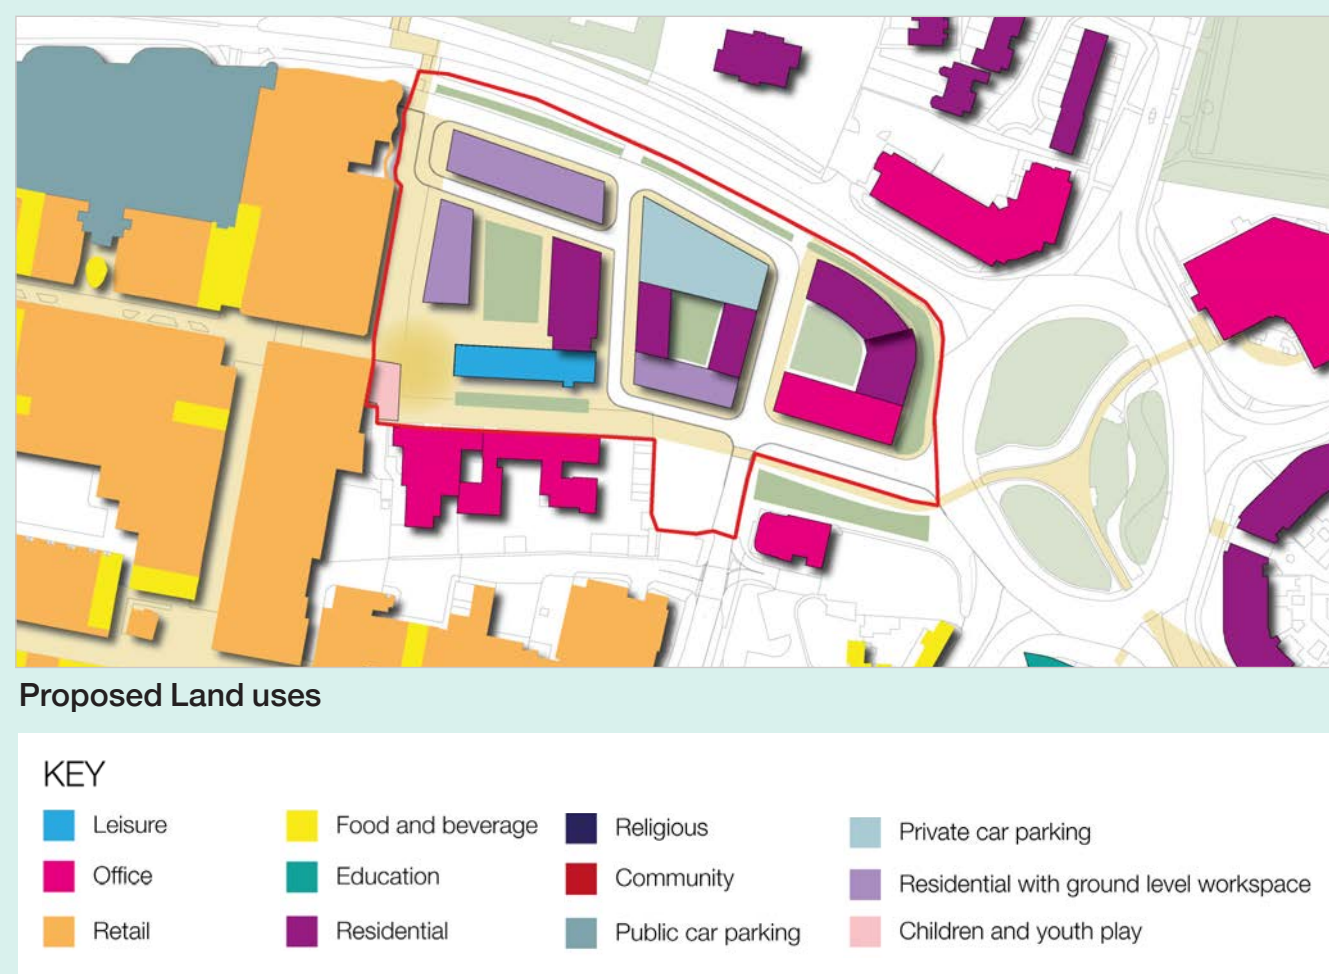 Proposed Land uses
KEY
Leisure
Office
Retail
Food and beverage
Education
Residential
Religious
Community
Public car parking
Private car parking
Residential with ground level workspace
Children and youth play